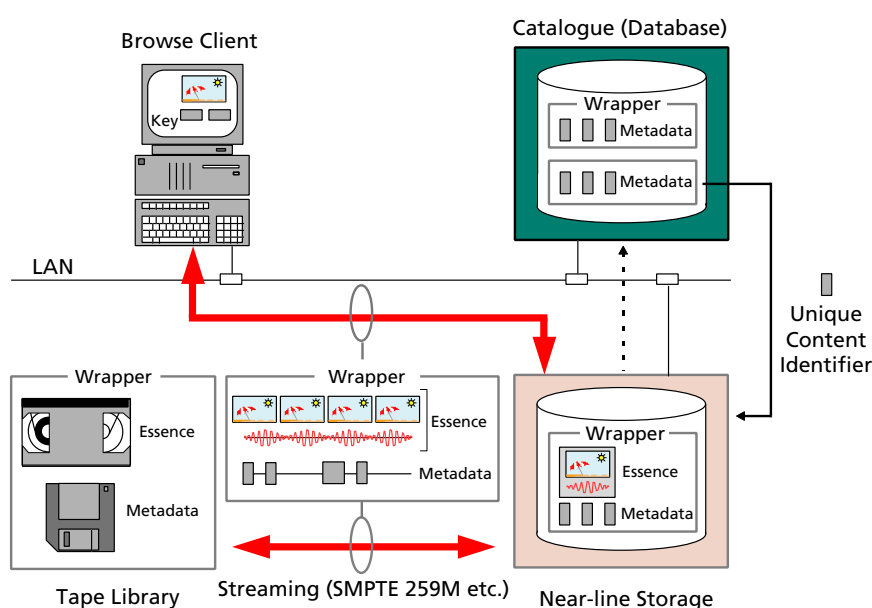 Browse Client
Catalogue (Database)
Key
Wrapper
Metadata
Metadata
LAN
Unique
Content
Identifier
Wrapper
Essence
Metadata
Wrapper
Essence
Metadata
Wrapper
Essence
Metadata
Tape Library
Streaming (SMPTE 259M etc.)
Near-line Storage